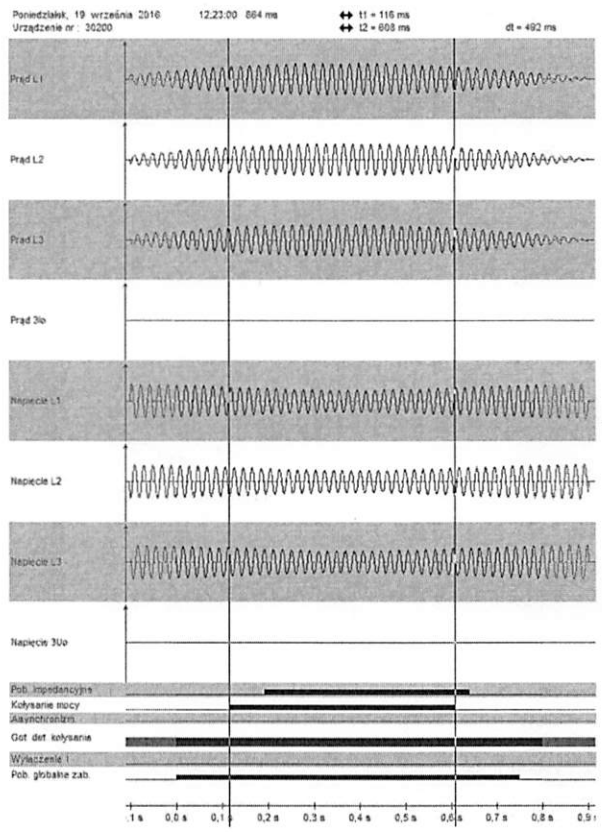 Poniedziałek, 19 września 2016 12:23:00 864 ms t1 = 116 ms
Urządzenie nr : 30200 t2 = 608 ms dt = 492 ms
Prąd L1
Prąd L2
Prąd L3
Prąd 3Io
Napięcie L1
Napięcie L2
Napięcie L3
Napięcie 3Uo
Pob. impedancyjne
Kołysanie mocy
Asynchronizm
Got det kołysania
Wyłączenie I
Pob. globalne zab.
,1 s 0,0 s 0,1 s 0,2 s 0,3 s 0,4 s 0,5 s 0,6 s 0,7 s 0,8 s 0,9 s